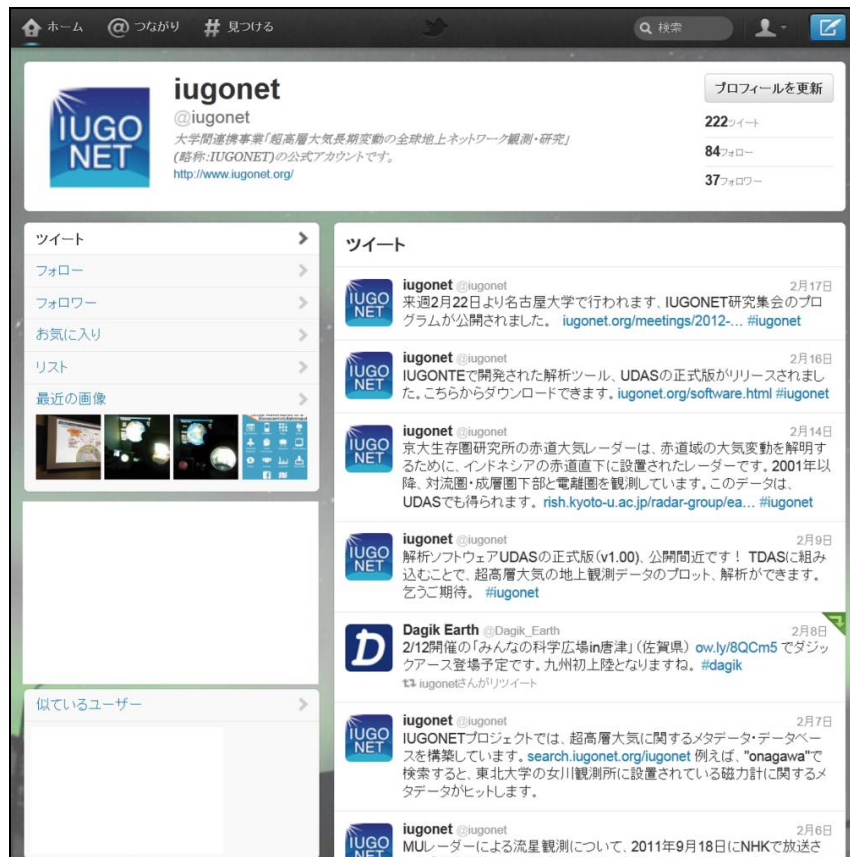 ホーム @つながり # 見つける 検索
IUGO
NET
iugonet
@iugonet
大学間連携事業「超高層大気長期変動の全球地上ネットワーク観測・研究」
(略称:IUGONET)の公式アカウントです。
http://www.iugonet.org/
プロフィールを更新
222ツイート
84フォロー
37フォロワー
ツイート
フォロー
フォロワー
お気に入り
リスト
最近の画像
似ているユーザー
ツイート
IUGO
NET
iugonet @iugonet 2月17日
来週2月22日より名古屋大学で行われます、IUGONET研究集会のプロ
グラムが公開されました。 iugonet.org/meetings/2012-... #iugonet
IUGO
NET
iugonet @iugonet 2月16日
IUGONTEで開発された解析ツール、UDASの正式版がリリースされまし
た。こちらからダウンロードできます。iugonet.org/software.html #iugonet
IUGO
NET
iugonet @iugonet 2月14日
京大生存圏研究所の赤道大気レーダーは、赤道域の大気変動を解明す
るために、インドネシアの赤道直下に設置されたレーダーです。2001年以
降、対流圏・成層圏下部と電離圏を観測しています。このデータは、
UDASでも得られます。 rish.kyoto-u.ac.jp/radar-group/ea... #iugonet
IUGO
NET
iugonet @iugonet 2月9日
解析ソフトウェアUDASの正式版(v1.00)、公開間近です! TDASに組み
込むことで、超高層大気の地上観測データのプロット、解析ができます。
乞うご期待。 #iugonet
D
Dagik Earth @Dagik_Earth 2月8日
2/12開催の「みんなの科学広場in唐津」(佐賀県) ow.ly/8QCm5 でダジッ
クアース登場予定です。九州初上陸となりますね。 #dagik
iugonetさんがリツイート
IUGO
NET
iugonet @iugonet 2月7日
IUGONETプロジェクトでは、超高層大気に関するメタデータ・データベー
スを構築しています。search.iugonet.org/iugonet 例えば、"onagawa"で
検索すると、東北大学の女川観測所に設置されている磁力計に関するメ
タデータがヒットします。
IUGO
NET
iugonet @iugonet 2月6日
MUレーダーによる流星観測について、2011年9月18日にNHKで放送さ